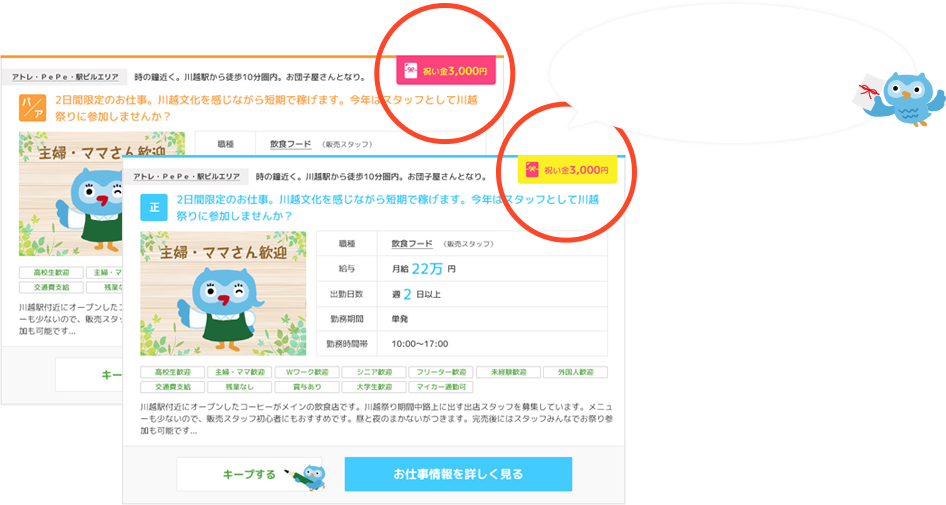 アトレ・PePe・駅ビルエリア
時の鐘近く。川越駅から徒歩10分圏内。お団子屋さんとなり。
祝い金3,000円
パ/ア
2日間限定のお仕事。川越文化を感じながら短期で稼げます。今年はスタッフとして川越
祭りに参加しませんか？
主婦・ママさん歓迎
職種
飲食フード （販売スタッフ）
高校生歓迎
主婦・マ
交通費支給
残業な
川越駅付近にオープンしたコ
ーも少ないので、販売スタッ
加も可能です...
キー
アトレ・PePe・駅ビルエリア
時の鐘近く。川越駅から徒歩10分圏内。お団子屋さんとなり。
祝い金3,000円
正
2日間限定のお仕事。川越文化を感じながら短期で稼げます。今年はスタッフとして川越
祭りに参加しませんか？
主婦・ママさん歓迎
職種 飲食フード （販売スタッフ）
給与 月給 22万 円
出勤日数 週 2 日以上
勤務期間 単発
勤務時間帯 10:00～17:00
高校生歓迎 主婦・ママ歓迎 Wワーク歓迎 シニア歓迎 フリーター歓迎 未経験歓迎 外国人歓迎
交通費支給 残業なし 賞与あり 大学生歓迎 マイカー通勤可
川越駅付近にオープンしたコーヒーがメインの飲食店です。川越祭り期間中路上に出す出店スタッフを募集しています。メニュ
ーも少ないので、販売スタッフ初心者にもおすすめです。昼と夜のまかないがつきます。完売後にはスタッフみんなでお祭り参
加も可能です...
キープする
お仕事情報を詳しく見る